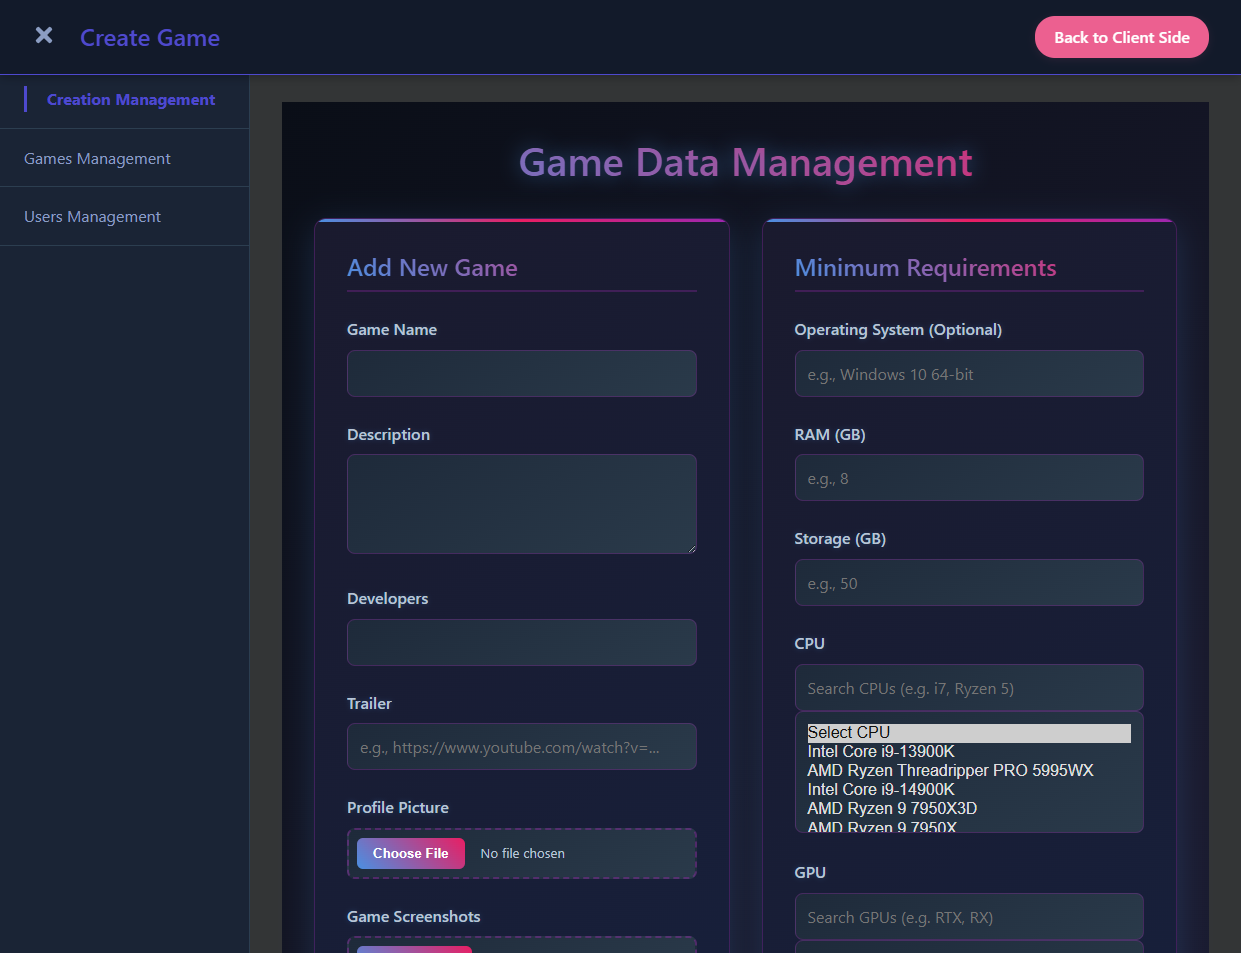 Create Game
Back to Client Side
Creation Management
Games Management
Users Management
Game Data Management
Add New Game
Game Name
Description
Developers
Trailer
e.g., https://www.youtube.com/watch?v=...
Profile Picture
Choose File No file chosen
Game Screenshots
Minimum Requirements
Operating System (Optional)
e.g., Windows 10 64-bit
RAM (GB)
e.g., 8
Storage (GB)
e.g., 50
CPU
Search CPUs (e.g. i7, Ryzen 5)
Select CPU
Intel Core i9-13900K
AMD Ryzen Threadripper PRO 5995WX
Intel Core i9-14900K
AMD Ryzen 9 7950X3D
AMD Ryzen 9 7950X
GPU
Search GPUs (e.g. RTX, RX)